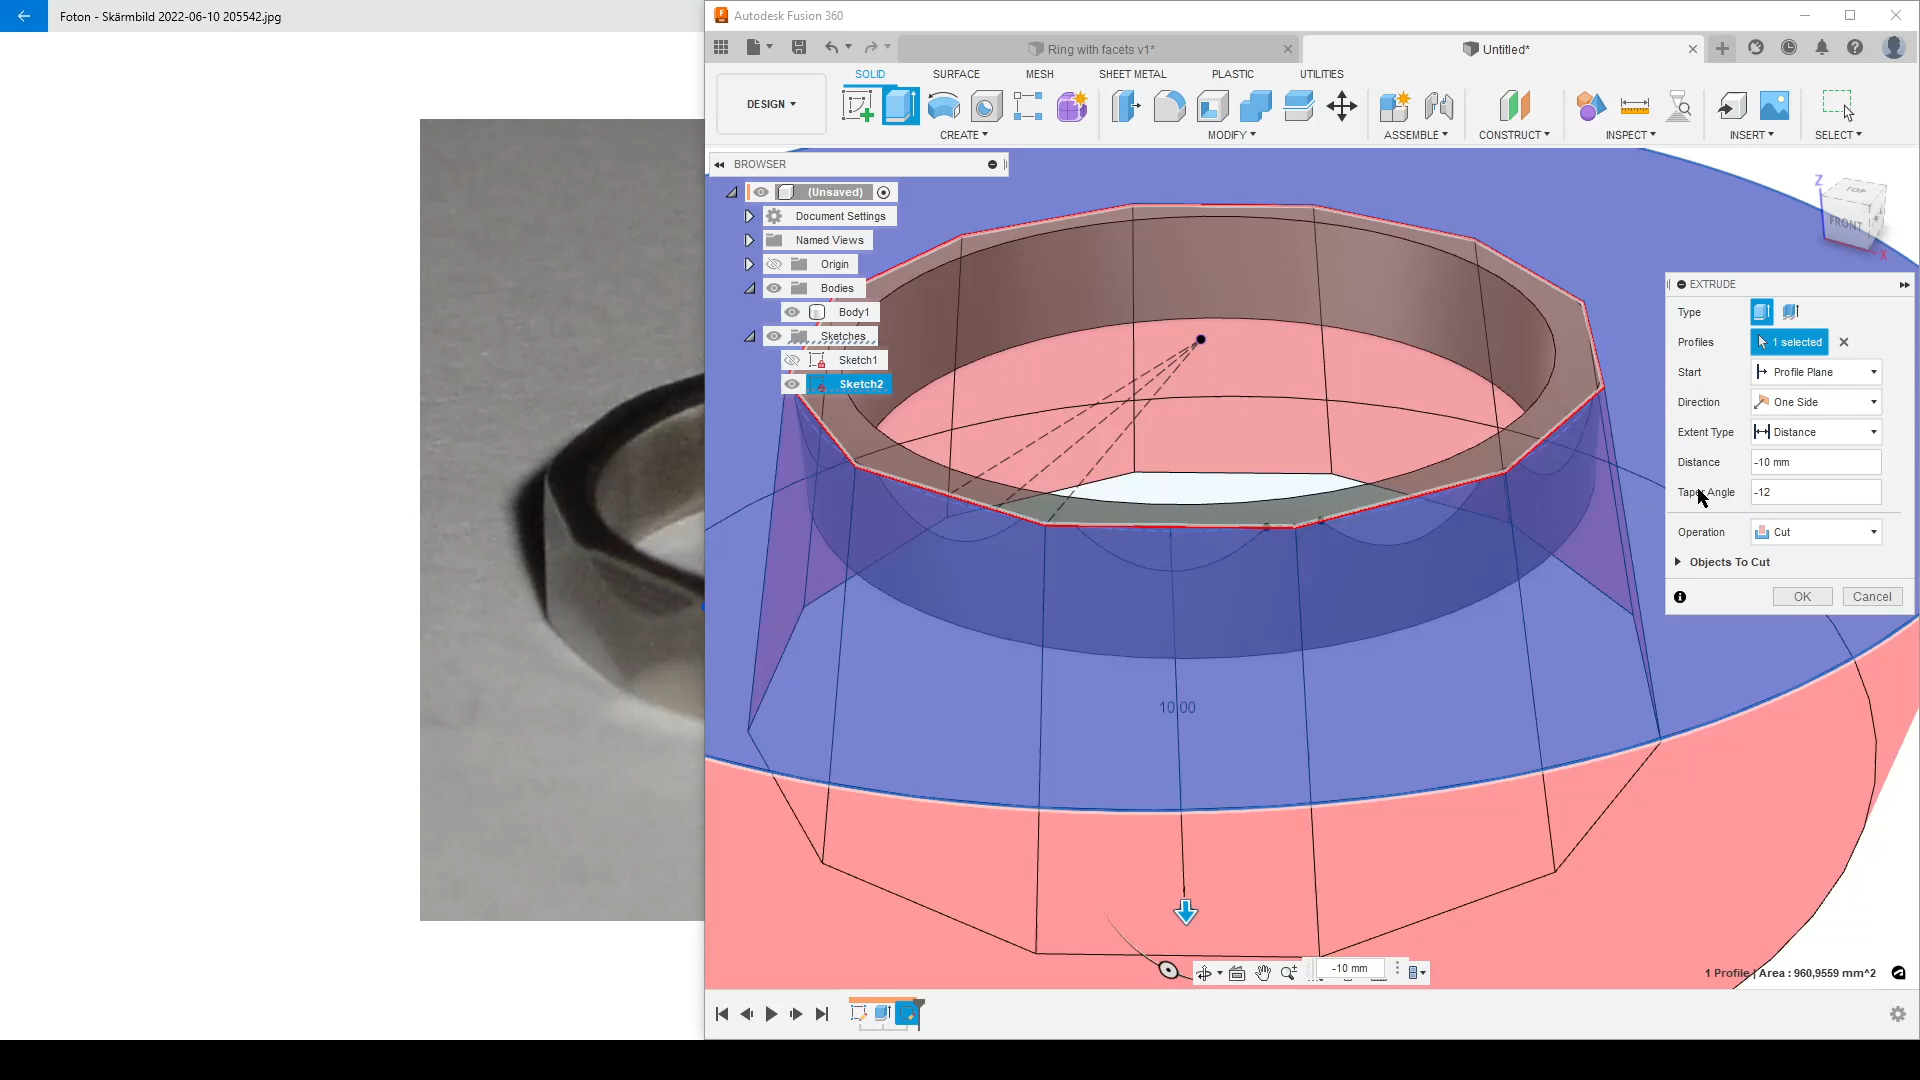 Foton - Skärmbild 2022-06-10 205542.jpg
Autodesk Fusion 360
Ring with facets v1*
Untitled*
SOLID SURFACE MESH SHEET METAL PLASTIC UTILITIES
DESIGN
CREATE MODIFY ASSEMBLE CONSTRUCT INSPECT INSERT SELECT
BROWSER
(Unsaved)
Document Settings
Named Views
Origin
Bodies
Body1
Sketches
Sketch1
Sketch2
Z
TOP
FRONT
X
EXTRUDE
Type
Profiles 1 selected
Start Profile Plane
Direction One Side
Extent Type Distance
Distance -10 mm
Taper Angle -12
Operation Cut
Objects To Cut
OK Cancel
10.00
-10 mm
1 Profile | Area : 960,9559 mm^2